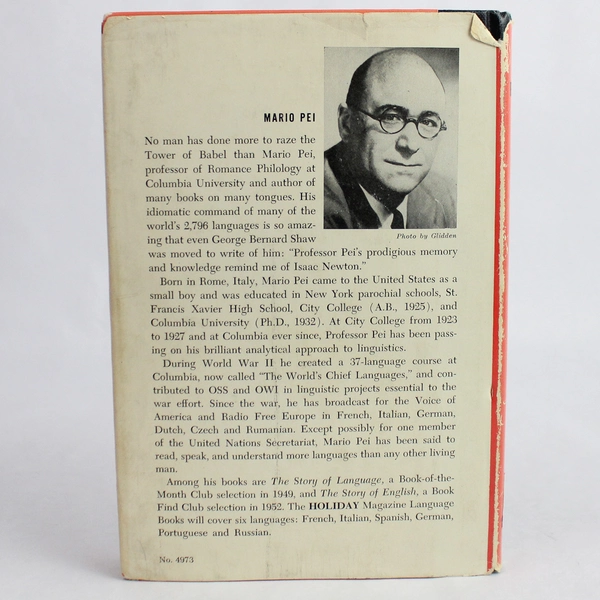 MARIO PEI
No man has done more to raze the
Tower of Babel than Mario Pei,
professor of Romance Philology at
Columbia University and author of
many books on many tongues. His
idiomatic command of many of the
world's 2,796 languages is so amaz-
ing that even George Bernard Shaw
Photo by Glidden
was moved to write of him: "Professor Pei's prodigious memory
and knowledge remind me of Isaac Newton."
Born in Rome, Italy, Mario Pei came to the United States as a
small boy and was educated in New York parochial schools, St.
Francis Xavier High School, City College (A.B., 1925), and
Columbia University (Ph.D., 1932). At City College from 1923
to 1927 and at Columbia ever since, Professor Pei has been pass-
ing on his brilliant analytical approach to linguistics.
During World War II he created a 37-language course at
Columbia, now called "The World's Chief Languages," and con-
tributed to OSS and OWI in linguistic projects essential to the
war effort. Since the war, he has broadcast for the Voice of
America and Radio Free Europe in French, Italian, German,
Dutch, Czech and Rumanian. Except possibly for one member
of the United Nations Secretariat, Mario Pei has been said to
read, speak, and understand more languages than any other living
man.
Among his books are The Story of Language, a Book-of-the-
Month Club selection in 1949, and The Story of English, a Book
Find Club selection in 1952. The HOLIDAY Magazine Language
Books will cover six languages: French, Italian, Spanish, German,
Portuguese and Russian.
No. 4973